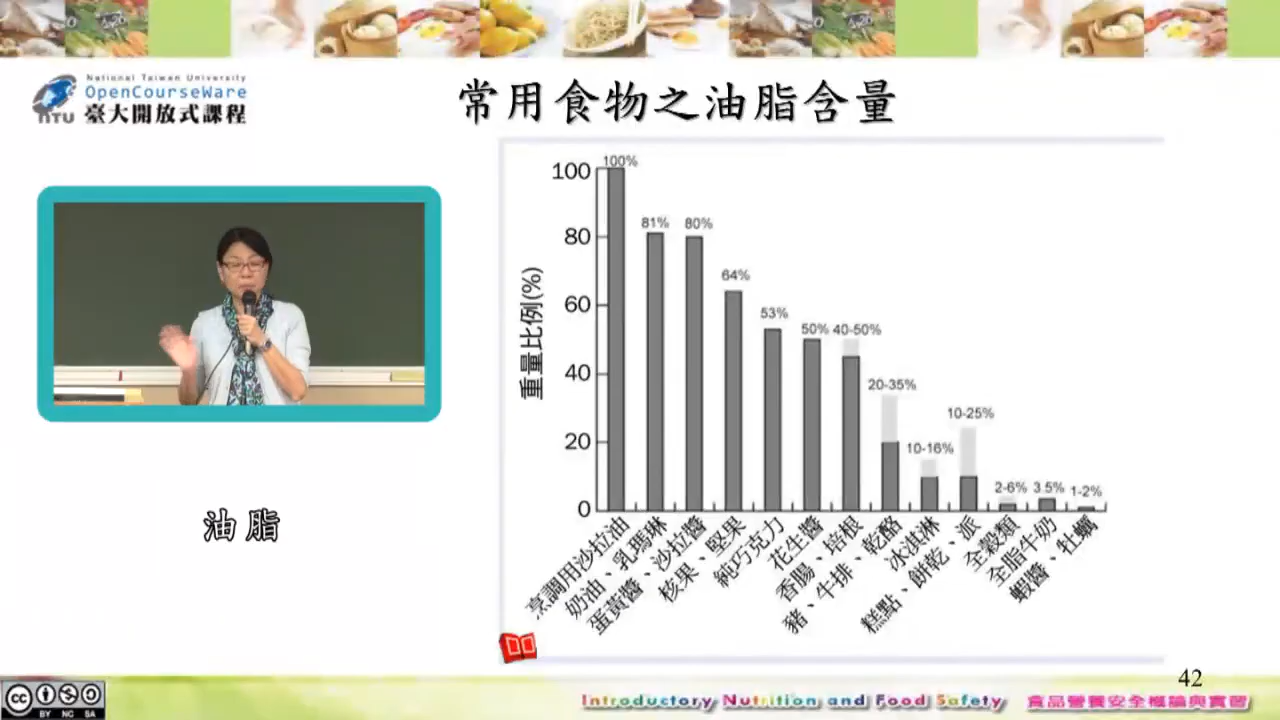 National Taiwan University
OpenCourseWare
NTU 臺大開放式課程
常用食物之油脂含量
油脂
重量比例(%)
100
80
60
40
20
0
100%
81%
80%
64%
53%
50%
40-50%
20-35%
10-16%
10-25%
2-6%
3.5%
1-2%
烹調用沙拉油
奶油、乳瑪琳
蛋黃醬、沙拉醬
核果、堅果
純巧克力
花生醬
香腸、培根
豬、牛排、乾酪
冰淇淋
糕點、餅乾、派
全穀類
全脂牛奶
蝦醬、牡蠣
42
cc BY NC SA
Introductory Nutrition and Food Safety 食品營養安全概論與實習